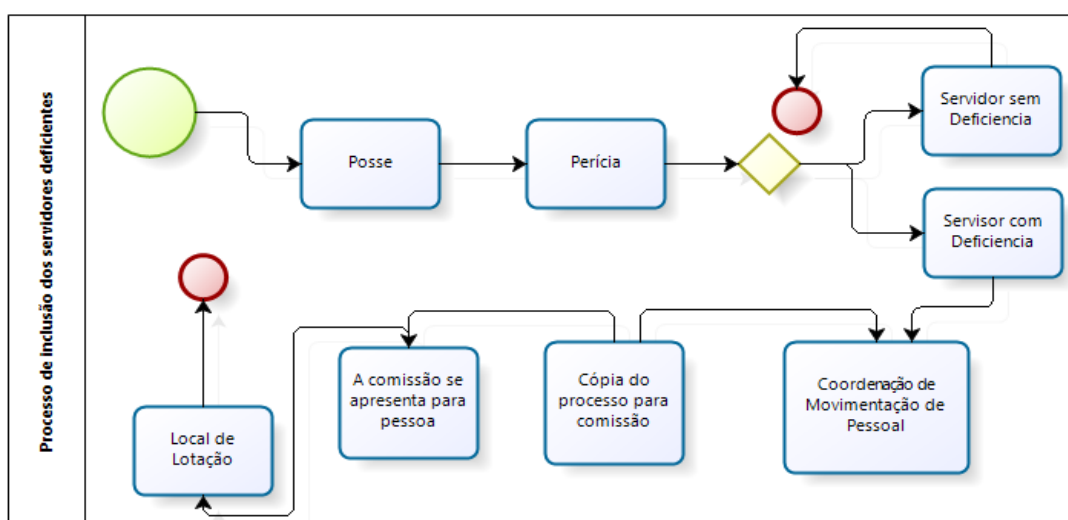 Processo de inclusão dos servidores deficientes
Posse
Perícia
Servidor sem
Deficiencia
Servisor com
Deficiencia
Local de
Lotação
A comissão se
apresenta para
pessoa
Cópia do
processo para
comissão
Coordenação de
Movimentação de
Pessoal